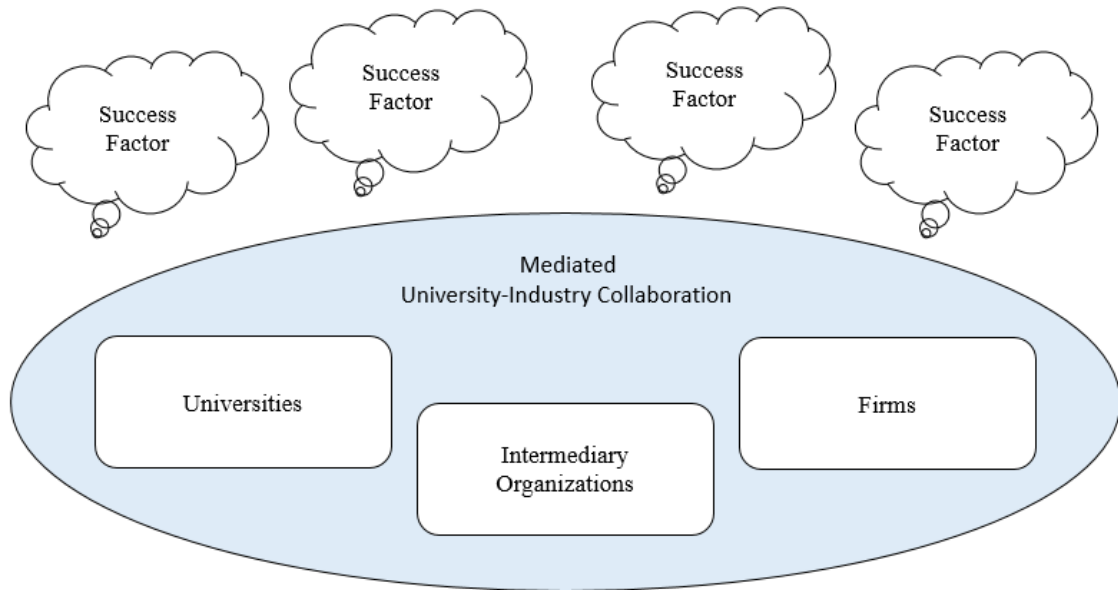 Success
Factor
Success
Factor
Success
Factor
Success
Factor
Mediated
University-Industry Collaboration
Universities
Intermediary
Organizations
Firms